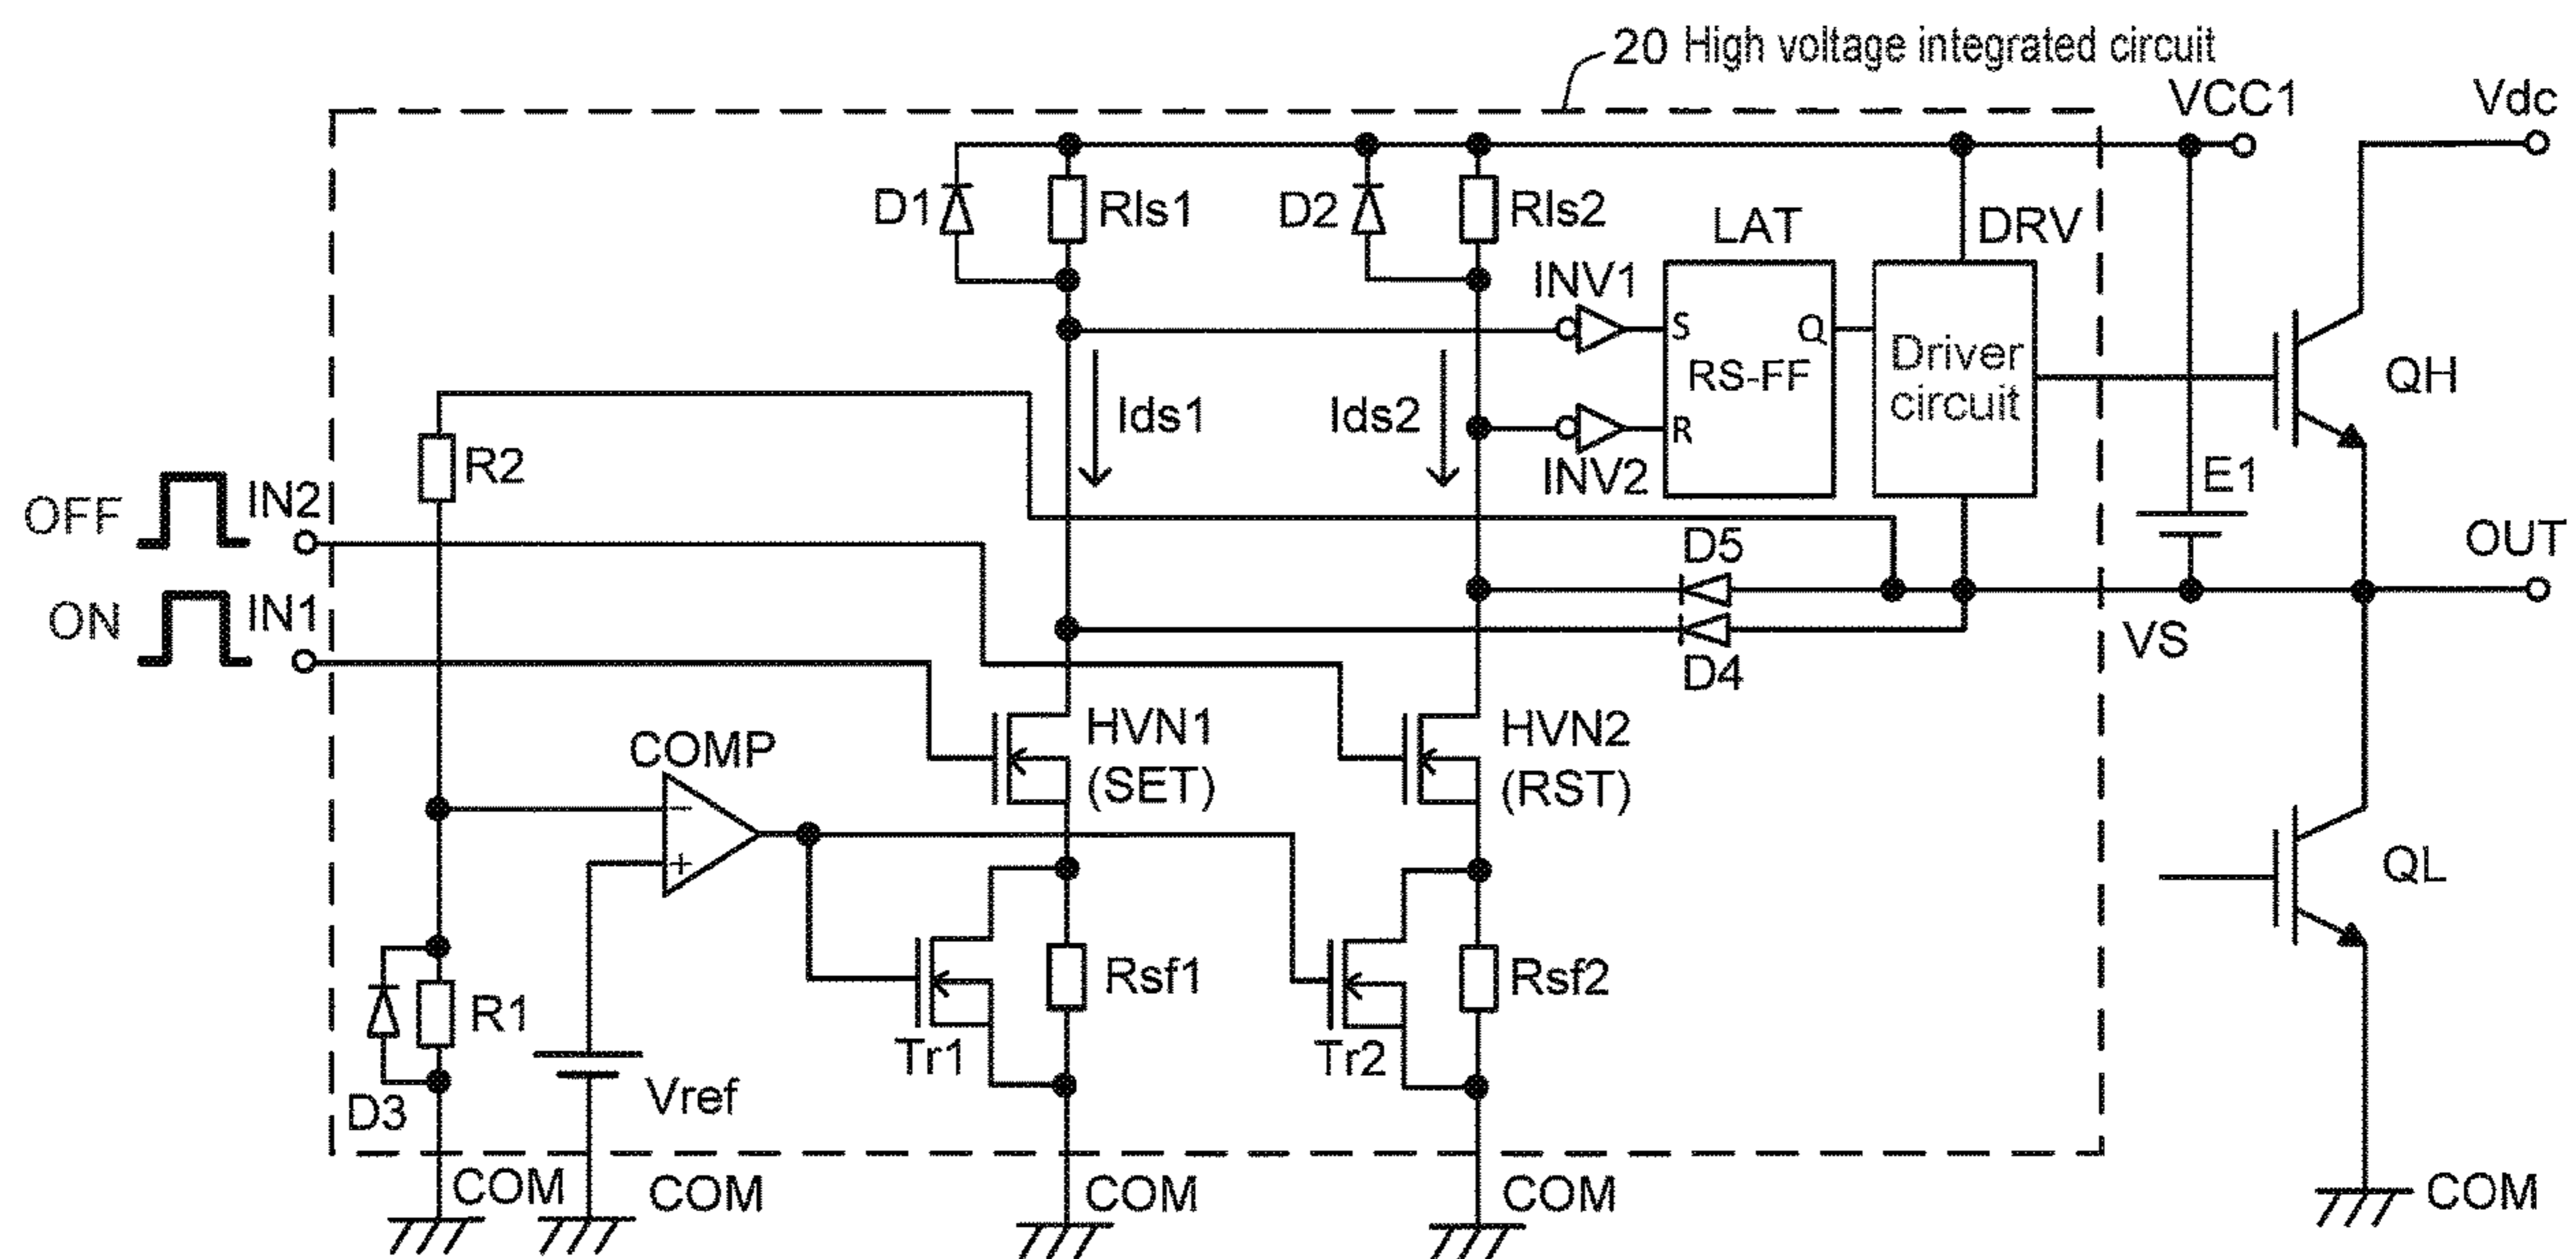 20 High voltage integrated circuit
VCC1
Vdc
D1
Rls1
D2
Rls2
LAT
DRV
INV1
S
Q
RS-FF
R
INV2
Driver
circuit
QH
Ids1
Ids2
R2
OFF
IN2
E1
D5
OUT
ON
IN1
D4
VS
COMP
HVN1
(SET)
HVN2
(RST)
−
+
QL
Rsf1
Rsf2
R1
Tr1
Tr2
D3
Vref
COM
COM
COM
COM
COM